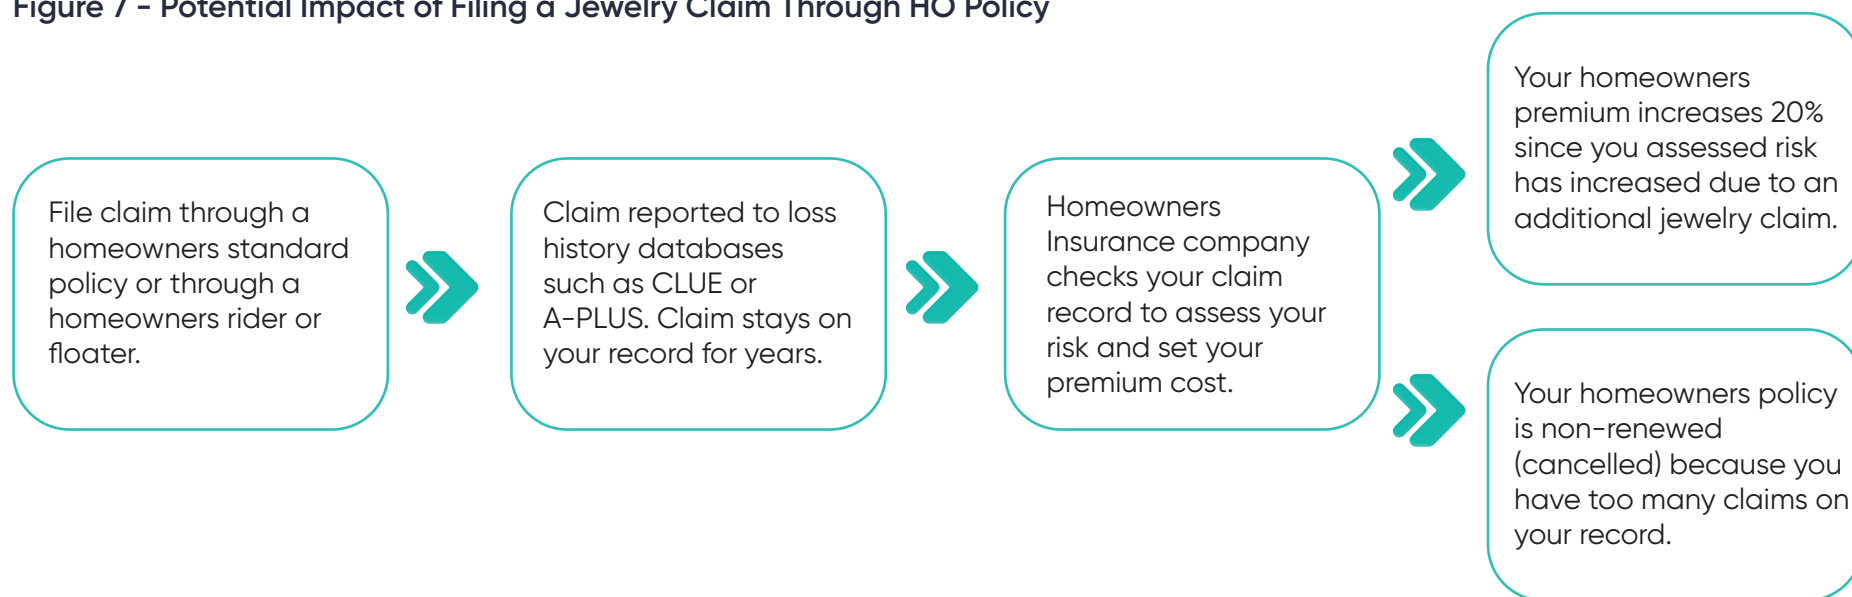 Figure 7 - Potential Impact of Filing a Jewelry Claim Through HO Policy
File claim through a
homeowners standard
policy or through a
homeowners rider or
floater.
Claim reported to loss
history databases
such as CLUE or
A-PLUS. Claim stays on
your record for years.
Homeowners
Insurance company
checks your claim
record to assess your
risk and set your
premium cost.
Your homeowners
premium increases 20%
since you assessed risk
has increased due to an
additional jewelry claim.
Your homeowners policy
is non-renewed
(cancelled) because you
have too many claims on
your record.